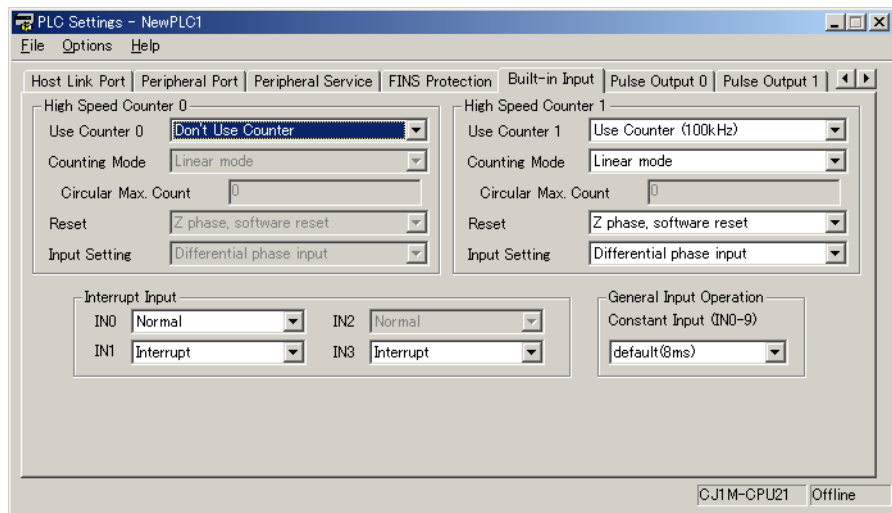 PLC Settings - NewPLC1
File Options Help
Host Link Port Peripheral Port Peripheral Service FINS Protection Built-in Input Pulse Output 0 Pulse Output 1
High Speed Counter 0
Use Counter 0 Don't Use Counter
Counting Mode Linear mode
Circular Max. Count 0
Reset Z phase, software reset
Input Setting Differential phase input
High Speed Counter 1
Use Counter 1 Use Counter (100kHz)
Counting Mode Linear mode
Circular Max. Count 0
Reset Z phase, software reset
Input Setting Differential phase input
Interrupt Input
IN0 Normal IN2 Normal
IN1 Interrupt IN3 Interrupt
General Input Operation
Constant Input (IN0-9)
default(8ms)
CJ1M-CPU21 Offline